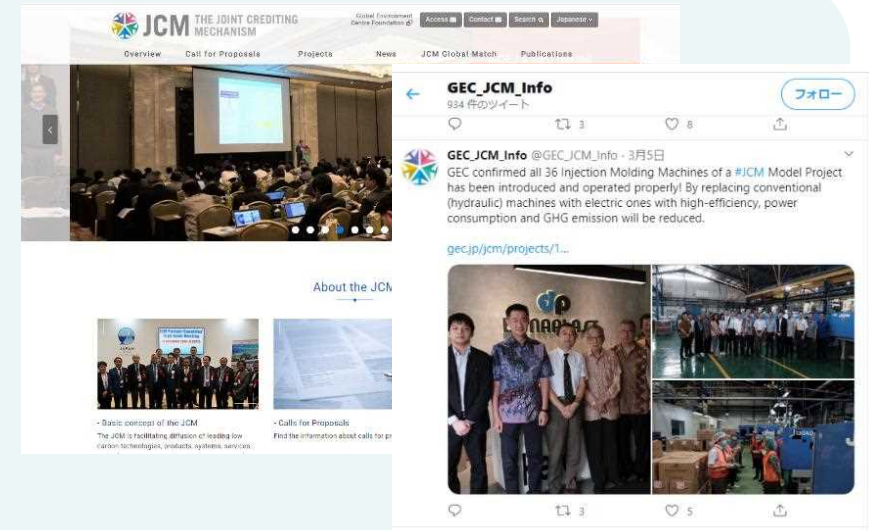 JCM THE JOINT CREDITING
MECHANISM
Global Environment
Centre Foundation
Access
Contact
Search
Japanese
Overview
Call for Proposals
Projects
News
JCM Global Match
Publications
About the JCM
- Basic concept of the JCM
The JCM is facilitating diffusion of leading low
carbon technologies, products, systems, services
- Calls for Proposals
Find the information about calls for pr
GEC_JCM_Info
934 件のツイート
フォロー
3
8
GEC_JCM_Info @GEC_JCM_Info · 3月5日
GEC confirmed all 36 Injection Molding Machines of a #JCM Model Project
has been introduced and operated properly! By replacing conventional
(hydraulic) machines with electric ones with high-efficiency, power
consumption and GHG emission will be reduced.
gec.jp/jcm/projects/1...
dp
3
5